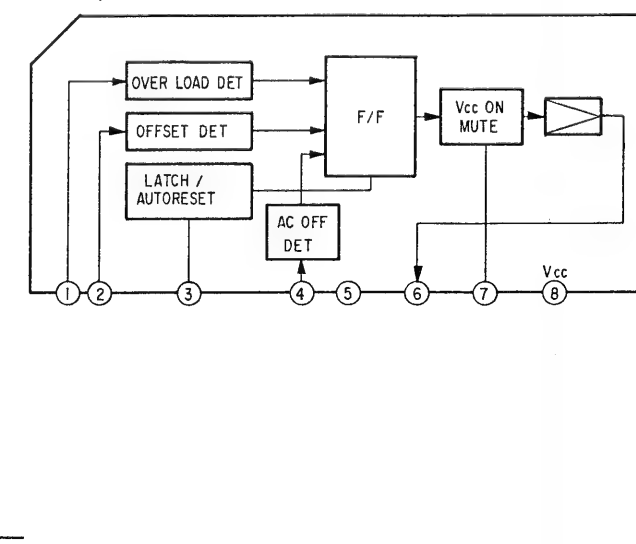 OVER LOAD DET
OFFSET DET
LATCH /
AUTORESET
AC OFF
DET
F/F
Vcc ON
MUTE
Vcc
1 2 3 4 5 6 7 8